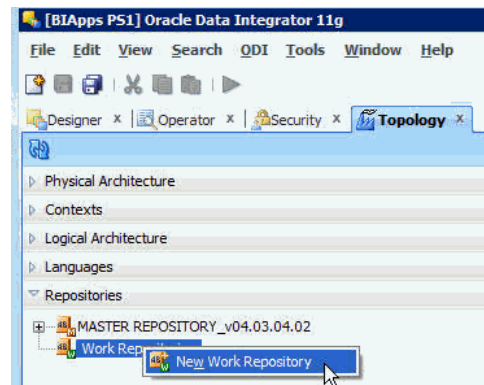 [BIApps PS1] Oracle Data Integrator 11g
File Edit View Search ODI Tools Window Help
Designer x Operator x Security x Topology x
Physical Architecture
Contexts
Logical Architecture
Languages
Repositories
MASTER REPOSITORY_v04.03.04.02
Work
New Work Repository